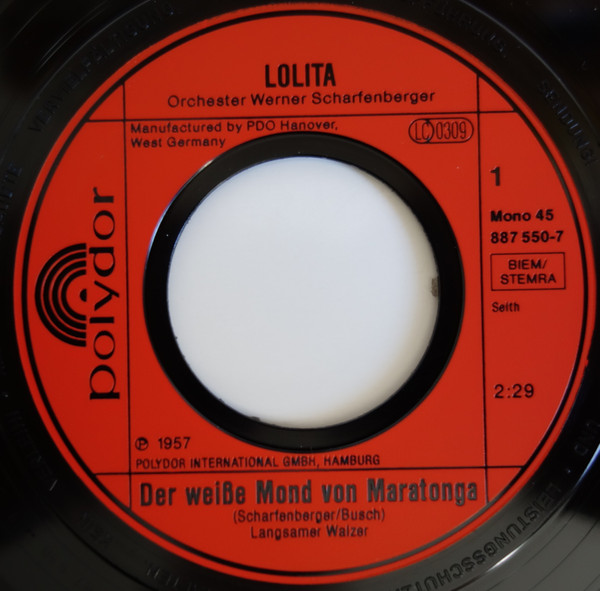 LOLITA
Orchester Werner Scharfenberger
Manufactured by PDO Hanover,
West Germany
LC 0309
1
Mono 45
887 550-7
BIEM/
STEMRA
Seith
polydor
2:29
℗ 1957
POLYDOR INTERNATIONAL GMBH, HAMBURG
Der weiße Mond von Maratonga
(Scharfenberger/Busch)
Langsamer Walzer